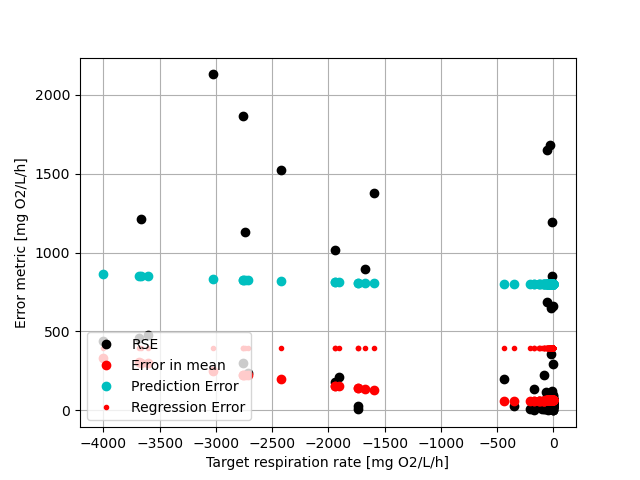 2000
1500
1000
500
0
Error metric [mg O2/L/h]
RSE
Error in mean
Prediction Error
Regression Error
−4000 −3500 −3000 −2500 −2000 −1500 −1000 −500 0
Target respiration rate [mg O2/L/h]